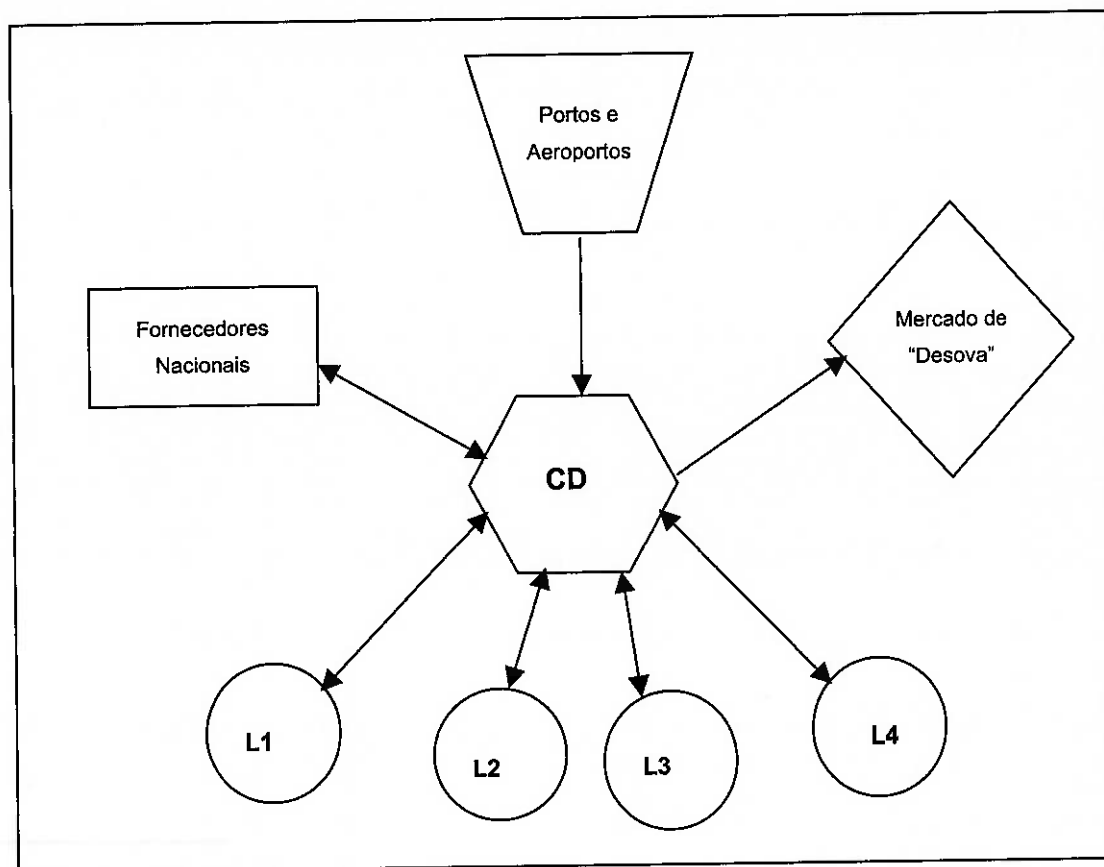 Portos e
Aeroportos
Fornecedores
Nacionais
Mercado de
"Desova"
CD
L1
L2
L3
L4